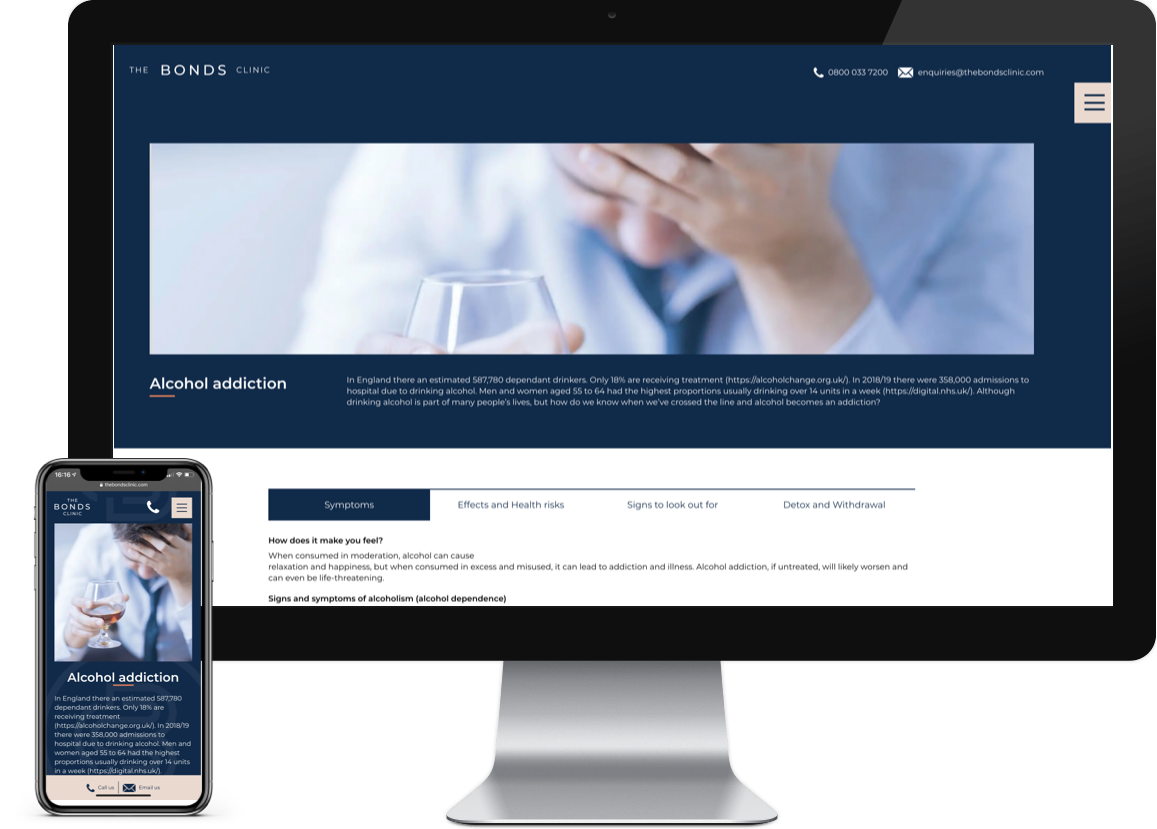 THE BONDS CLINIC
0800 033 7200 enquiries@thebondsclinic.com
Alcohol addiction
In England there an estimated 587,780 dependant drinkers. Only 18% are receiving treatment (https://alcoholchange.org.uk/). In 2018/19 there were 358,000 admissions to
hospital due to drinking alcohol. Men and women aged 55 to 64 had the highest proportions usually drinking over 14 units in a week (https://digital.nhs.uk/). Although
drinking alcohol is part of many people's lives, but how do we know when we've crossed the line and alcohol becomes an addiction?
Symptoms Effects and Health risks Signs to look out for Detox and Withdrawal
How does it make you feel?
When consumed in moderation, alcohol can cause
relaxation and happiness, but when consumed in excess and misused, it can lead to addiction and illness. Alcohol addiction, if untreated, will likely worsen and
can even be life-threatening.
Signs and symptoms of alcoholism (alcohol dependence)
16:16
thebondsclinic.com
THE
BONDS
CLINIC
Alcohol addiction
In England there an estimated 587,780
dependant drinkers. Only 18% are
receiving treatment
(https://alcoholchange.org.uk/). In 2018/19
there were 358,000 admissions to
hospital due to drinking alcohol. Men and
women aged 55 to 64 had the highest
proportions usually drinking over 14 units
in a week (https://digital.nhs.uk/).
Call us Email us